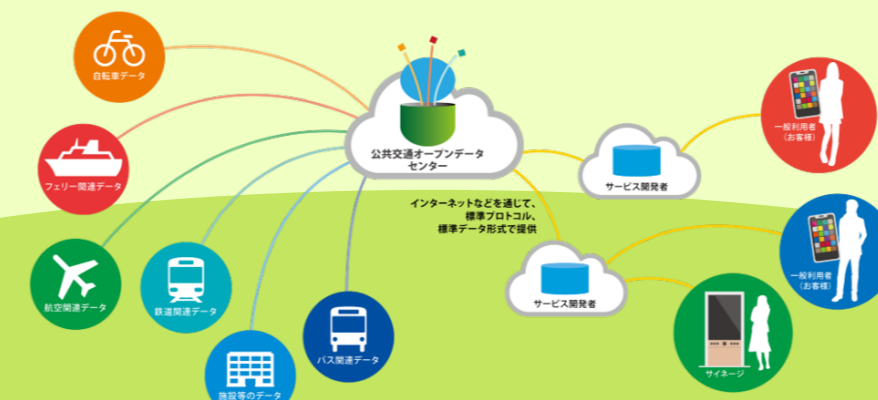 自転車データ
フェリー関連データ
航空関連データ
鉄道関連データ
施設等のデータ
バス関連データ
公共交通オープンデータ
センター
インターネットなどを通じて、
標準プロトコル、
標準データ形式で提供
サービス開発者
サービス開発者
一般利用者
(お客様)
一般利用者
(お客様)
サイネージ